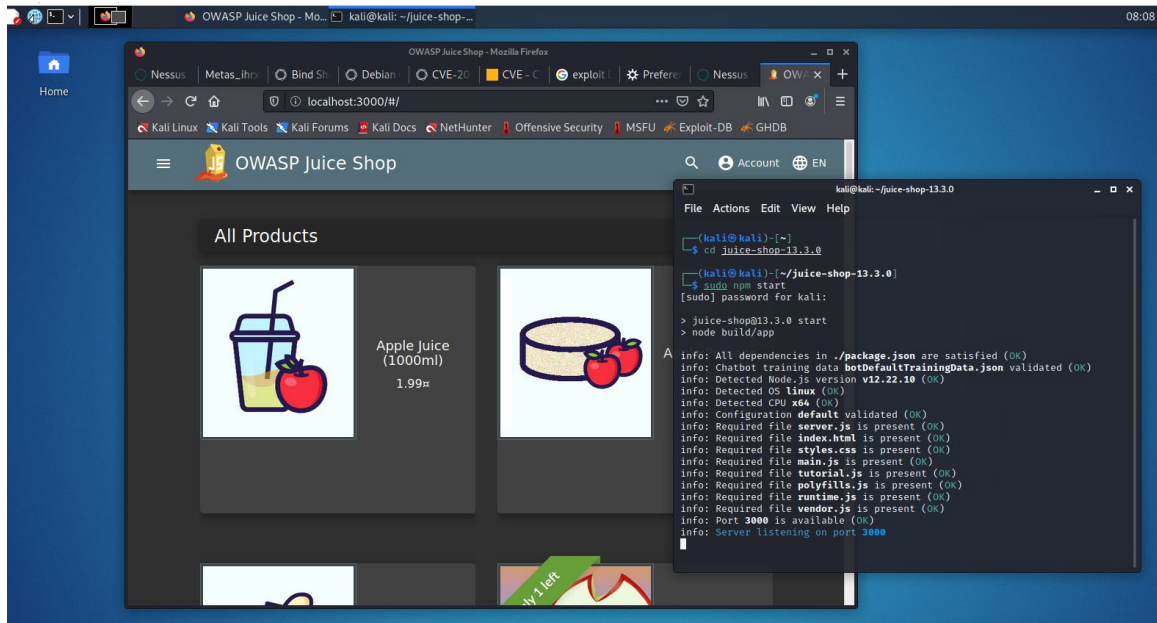 OWASP Juice Shop - Mo...
kali@kali: ~/juice-shop-...
08:08
Home
OWASP Juice Shop - Mozilla Firefox
Nessus
Metas_ihrx
Bind Sh
Debian
CVE-20
CVE - C
exploit
Prefere
Nessus
OWA
localhost:3000/#/
Kali Linux Kali Tools Kali Forums Kali Docs NetHunter Offensive Security MSFU Exploit-DB GHDB
JS
OWASP Juice Shop
Account
EN
All Products
Apple Juice
(1000ml)
1.99¤
A
ly 1 left
kali@kali: ~/juice-shop-13.3.0
File Actions Edit View Help
┌──(kali㉿kali)-[~]
└─$ cd juice-shop-13.3.0
┌──(kali㉿kali)-[~/juice-shop-13.3.0]
└─$ sudo npm start
[sudo] password for kali:
> juice-shop@13.3.0 start
> node build/app
info: All dependencies in ./package.json are satisfied (OK)
info: Chatbot training data botDefaultTrainingData.json validated (OK)
info: Detected Node.js version v12.22.10 (OK)
info: Detected OS linux (OK)
info: Detected CPU x64 (OK)
info: Configuration default validated (OK)
info: Required file server.js is present (OK)
info: Required file index.html is present (OK)
info: Required file styles.css is present (OK)
info: Required file main.js is present (OK)
info: Required file tutorial.js is present (OK)
info: Required file polyfills.js is present (OK)
info: Required file runtime.js is present (OK)
info: Required file vendor.js is present (OK)
info: Port 3000 is available (OK)
info: Server listening on port 3000